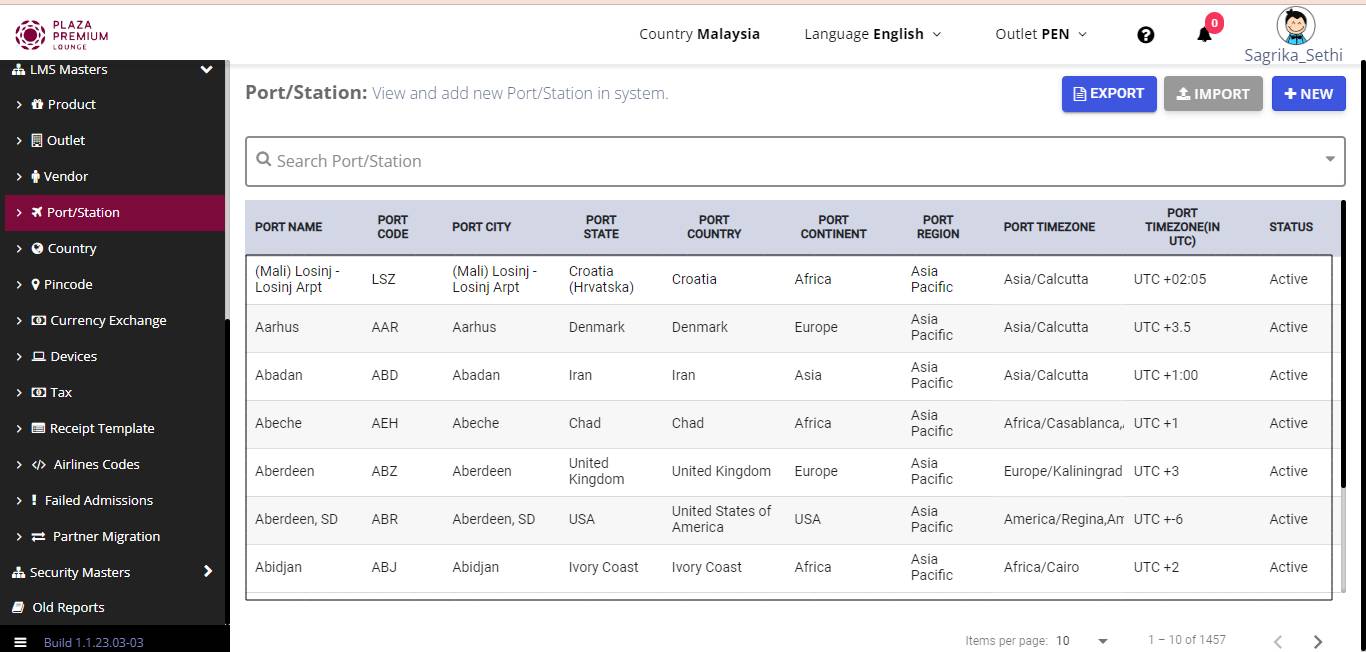 PLAZA
PREMIUM
LOUNGE
Country Malaysia
Language English
Outlet PEN
0
Sagrika_Sethi
LMS Masters
Product
Outlet
Vendor
Port/Station
Country
Pincode
Currency Exchange
Devices
Tax
Receipt Template
Airlines Codes
Failed Admissions
Partner Migration
Security Masters
Old Reports
Build 1.1.23.03-03
Port/Station: View and add new Port/Station in system.
EXPORT
IMPORT
NEW
Search Port/Station
PORT NAME PORT CODE PORT CITY PORT STATE PORT COUNTRY PORT CONTINENT PORT REGION PORT TIMEZONE PORT TIMEZONE(IN UTC) STATUS
(Mali) Losinj - Losinj Arpt LSZ (Mali) Losinj - Losinj Arpt Croatia (Hrvatska) Croatia Africa Asia Pacific Asia/Calcutta UTC +02:05 Active
Aarhus AAR Aarhus Denmark Denmark Europe Asia Pacific Asia/Calcutta UTC +3.5 Active
Abadan ABD Abadan Iran Iran Asia Asia Pacific Asia/Calcutta UTC +1:00 Active
Abeche AEH Abeche Chad Chad Africa Asia Pacific Africa/Casablanca, UTC +1 Active
Aberdeen ABZ Aberdeen United Kingdom United Kingdom Europe Asia Pacific Europe/Kaliningrad UTC +3 Active
Aberdeen, SD ABR Aberdeen, SD USA United States of America USA Asia Pacific America/Regina,Am UTC +-6 Active
Abidjan ABJ Abidjan Ivory Coast Ivory Coast Africa Asia Pacific Africa/Cairo UTC +2 Active
Items per page: 10
1 – 10 of 1457